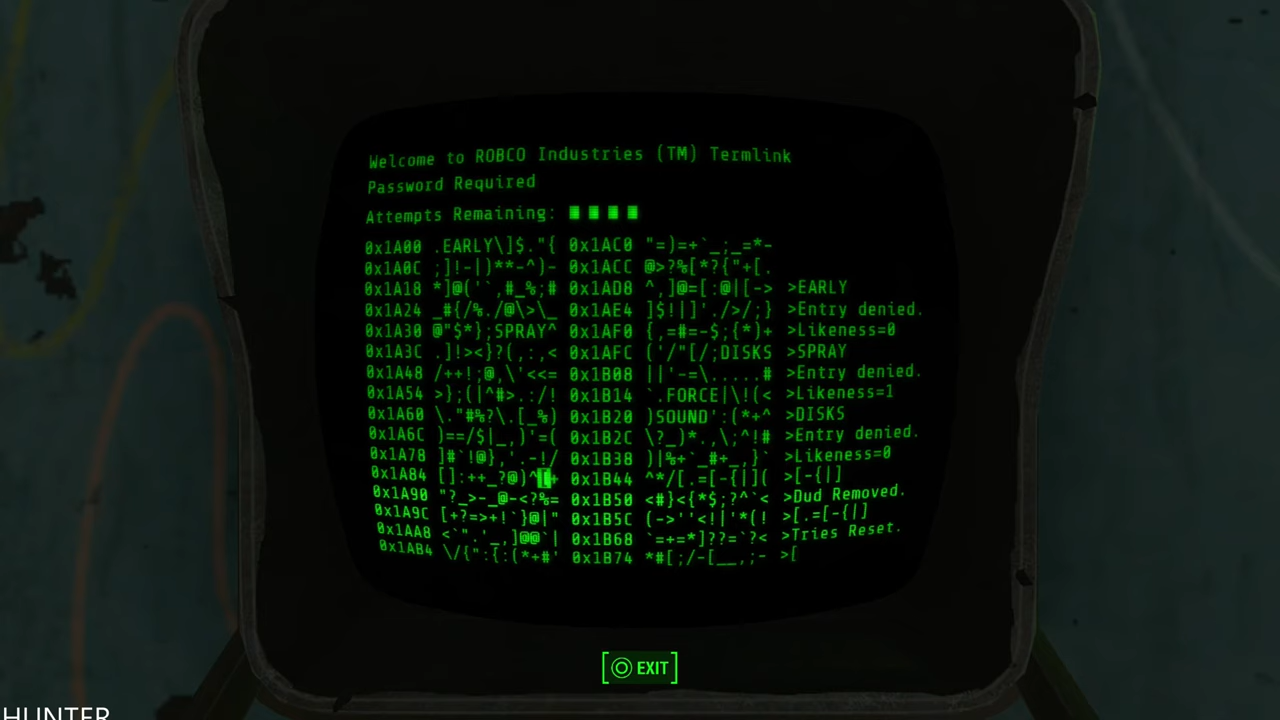 Welcome to ROBCO Industries (TM) Termlink
Password Required
Attempts Remaining: ■ ■ ■ ■
0x1A00 .EARLY\]$."{ 0x1AC0 "=)=+`_;_=*-
0x1A0C ;]!-|)**-^)- 0x1ACC @>?%[*?{"+[.
0x1A18 *]@('`,#_%;# 0x1AD8 ^,]@=[:@|[-> >EARLY
0x1A24 _#{/%./@\>\_ 0x1AE4 ]$!|]'./>/;} >Entry denied.
0x1A30 @"$*};SPRAY^ 0x1AF0 {,=#=-$;{*)+ >Likeness=0
0x1A3C .]!><}?(,:,< 0x1AFC ('/"[/;DISKS >SPRAY
0x1A48 /++!;@,\'<<= 0x1B08 ||'-=\.....# >Entry denied.
0x1A54 >};(|^#>.:/! 0x1B14 `.FORCE|\!(< >Likeness=1
0x1A60 \."#%?\.[_%) 0x1B20 )SOUND':(*+^ >DISKS
0x1A6C )==/$|_,)'=( 0x1B2C \?_)*.,\;^!# >Entry denied.
0x1A78 ]#`!@},'.-!/ 0x1B38 )|%+`_#+_,}` >Likeness=0
0x1A84 []:++_?@)^[+ 0x1B44 ^*/[.=[-{|]( >[-{|]
0x1A90 "?_>-_@-<?%= 0x1B50 <#}<{*$;?^`< >Dud Removed.
0x1A9C [+?=>+!`}@|" 0x1B5C (->''<!|'*(! >[.=[-{|]
0x1AA8 <`".'_,]@@`| 0x1B68 `=+=*]??=`?< >Tries Reset.
0x1AB4 \/{":{:(*+#' 0x1B74 *#[;/-[__,;- >[
EXIT
HUNTER